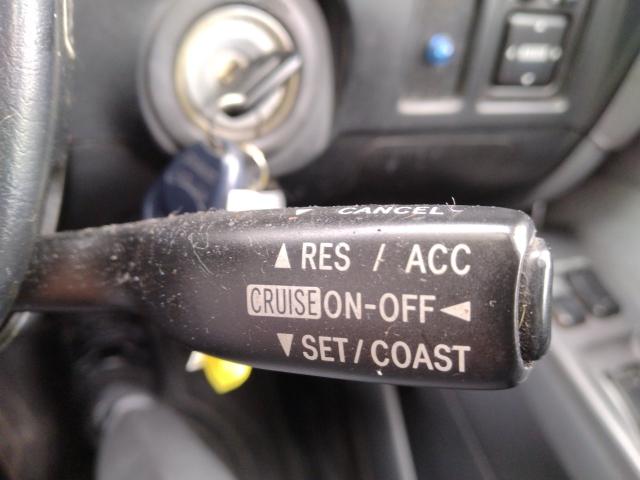 CANCEL
▲ RES / ACC
CRUISE ON-OFF ◄
▼ SET/COAST